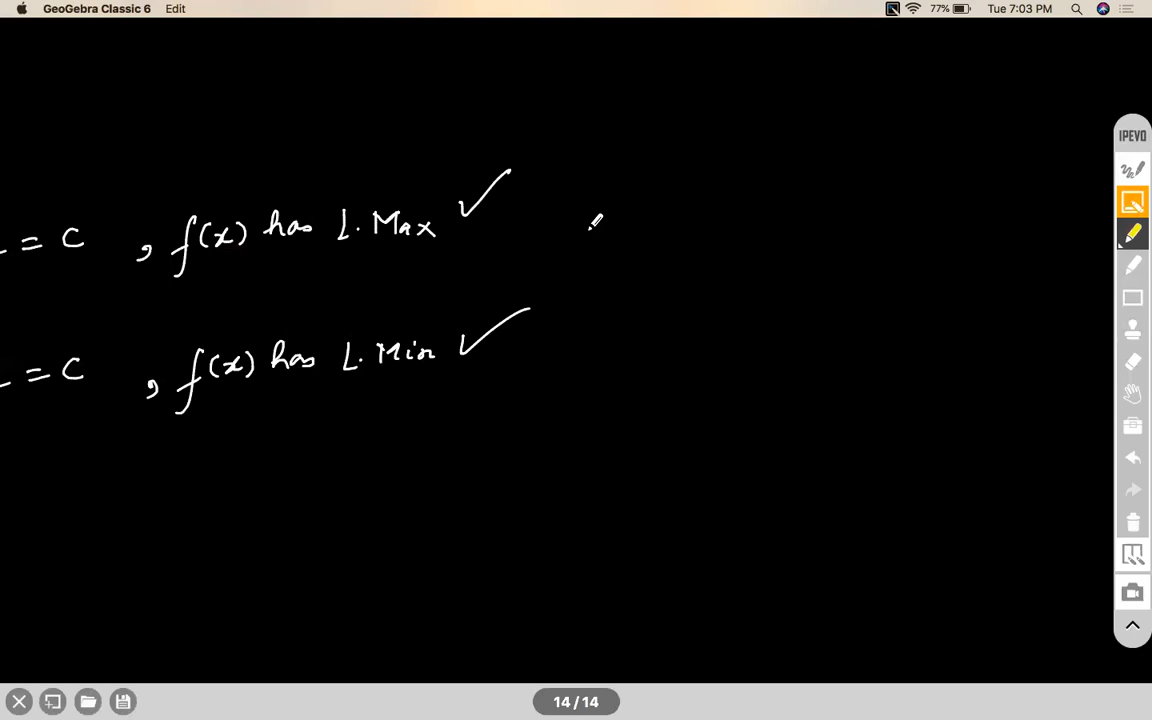 GeoGebra Classic 6 Edit 77% Tue 7:03 PM
IPEVO
= C , f(x) has L. Max ✓
= C , f(x) has L. Min ✓
14/14